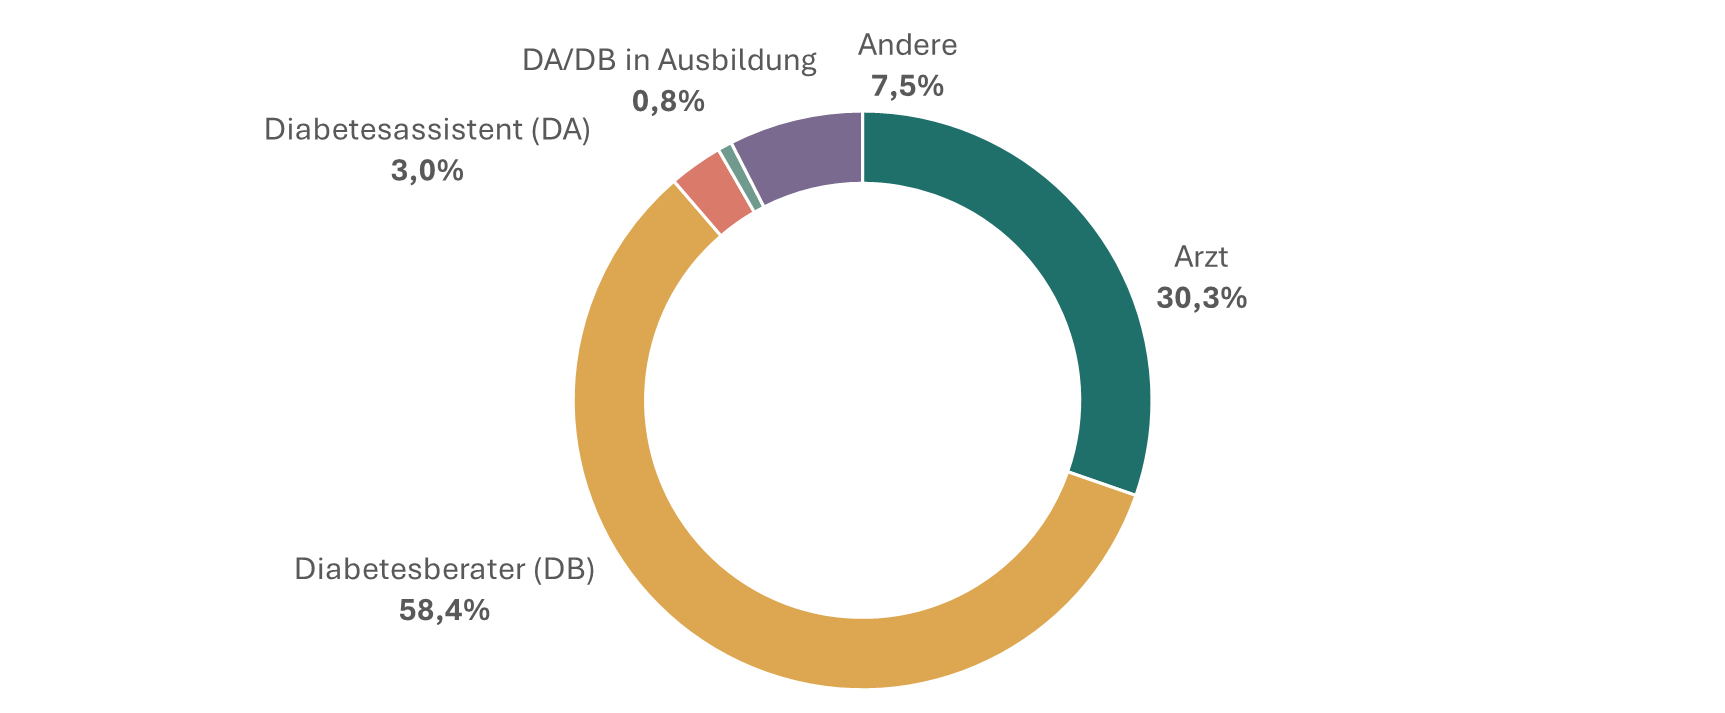 Andere
7,5%
DA/DB in Ausbildung
0,8%
Diabetesassistent (DA)
3,0%
Arzt
30,3%
Diabetesberater (DB)
58,4%